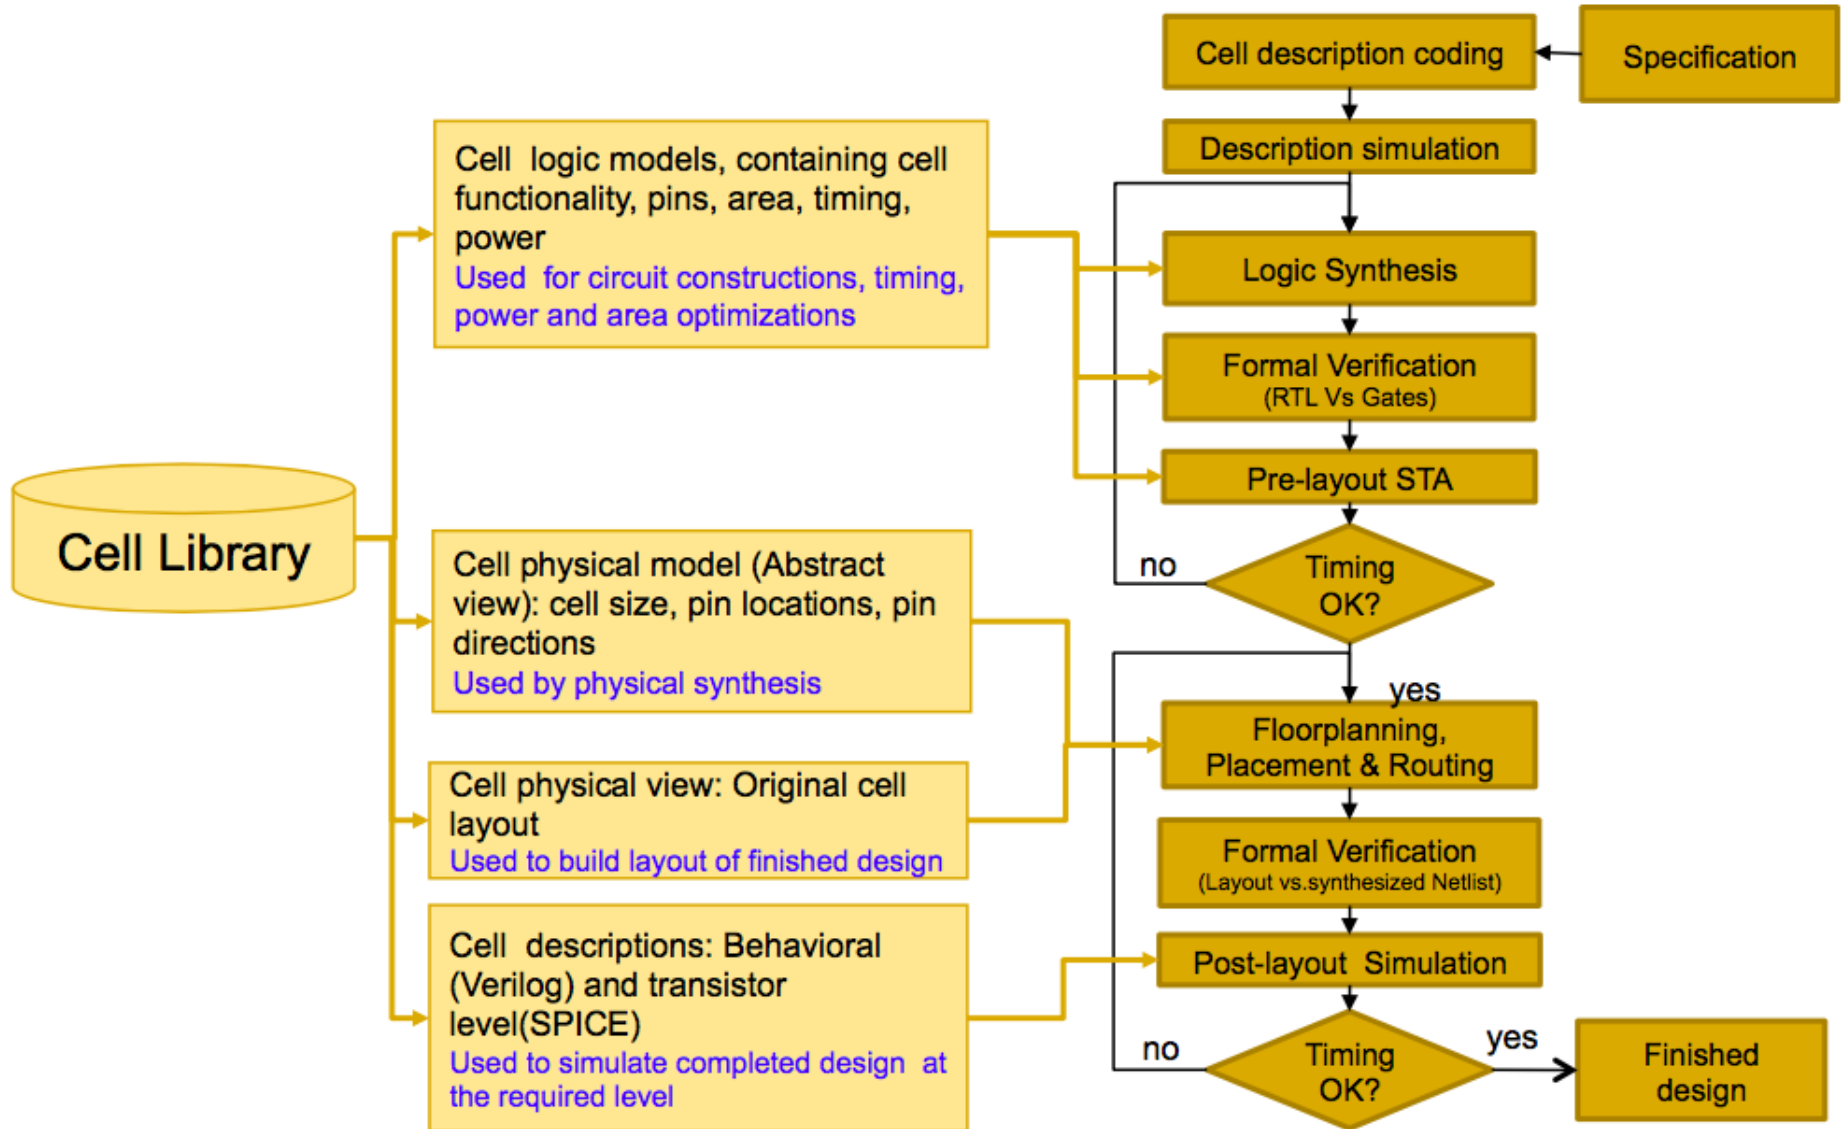 Cell description coding
Specification
Description simulation
Cell logic models, containing cell
functionality, pins, area, timing,
power
Used for circuit constructions, timing,
power and area optimizations
Logic Synthesis
Formal Verification
(RTL Vs Gates)
Pre-layout STA
Cell Library
Timing
OK?
no
yes
Cell physical model (Abstract
view): cell size, pin locations, pin
directions
Used by physical synthesis
Floorplanning,
Placement & Routing
Cell physical view: Original cell
layout
Used to build layout of finished design
Formal Verification
(Layout vs.synthesized Netlist)
Cell descriptions: Behavioral
(Verilog) and transistor
level(SPICE)
Used to simulate completed design at
the required level
Post-layout Simulation
Timing
OK?
no
yes
Finished
design